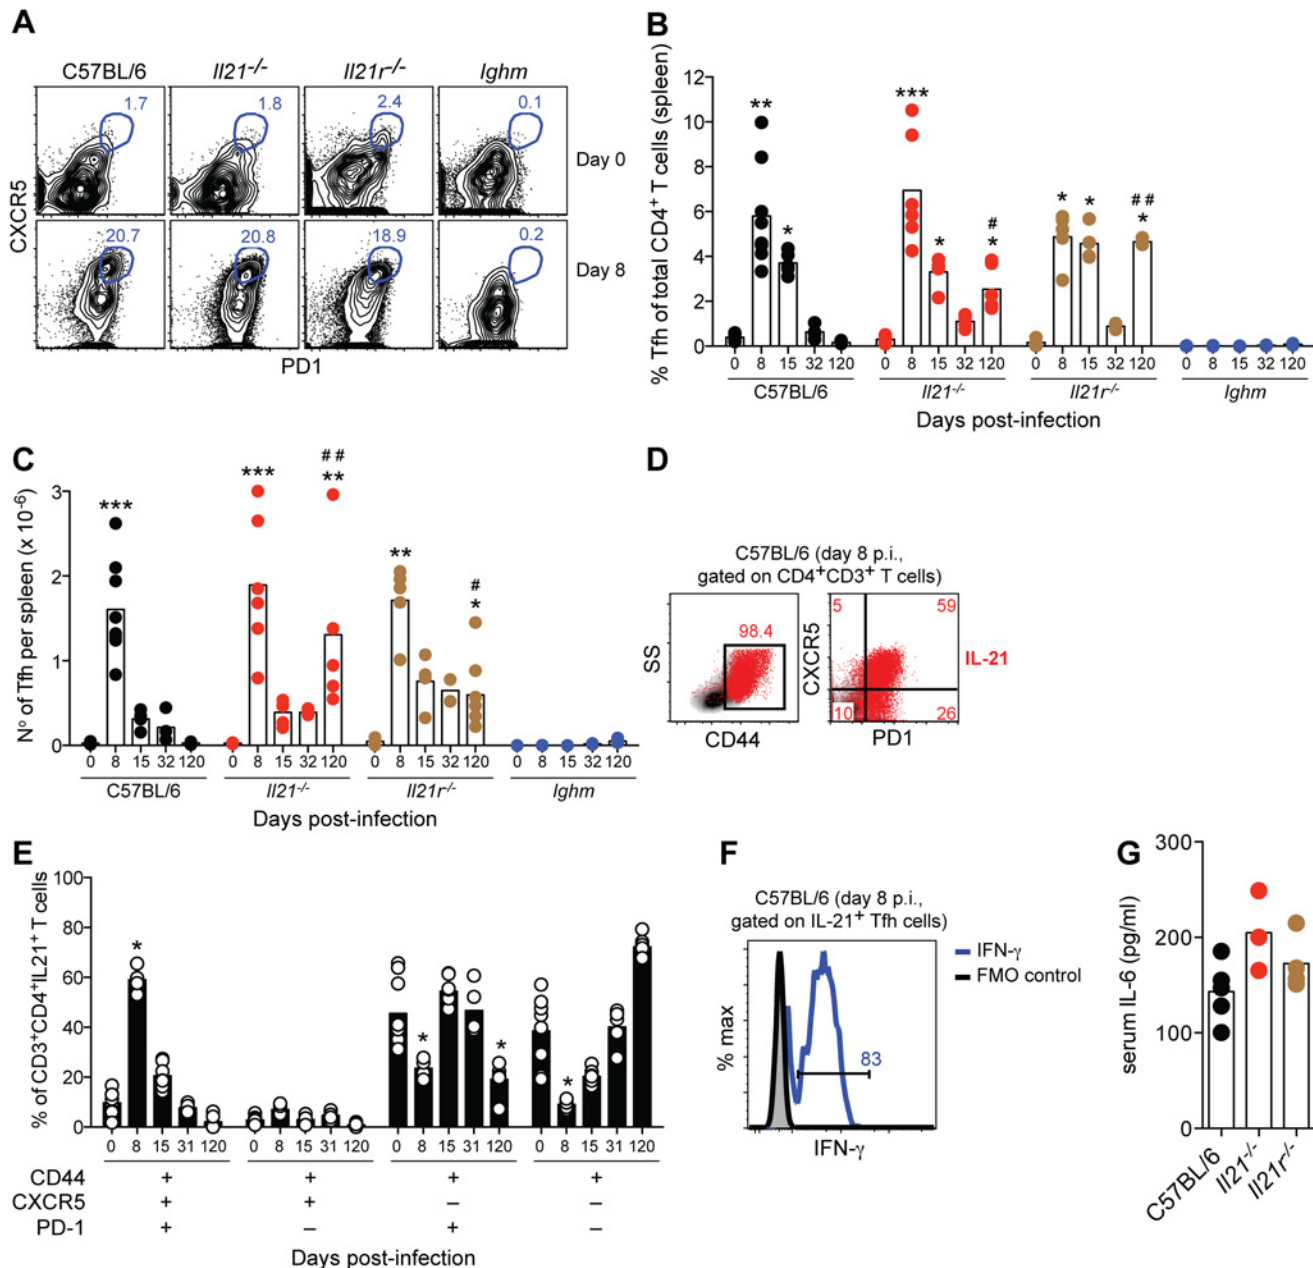 A
C57BL/6 Il21-/- Il21r-/- Ighm
1.7 1.8 2.4 0.1
Day 0
20.7 20.8 18.9 0.2
Day 8
CXCR5
PD1
B
% Tfh of total CD4+ T cells (spleen)
12
10
8
6
4
2
0
** * *** * # * * * ## *
0 8 15 32 120 0 8 15 32 120 0 8 15 32 120 0 8 15 32 120
C57BL/6 Il21-/- Il21r-/- Ighm
Days post-infection
C
Nº of Tfh per spleen (x 10-6)
3
2
1
0
*** *** ## ** ** # *
0 8 15 32 120 0 8 15 32 120 0 8 15 32 120 0 8 15 32 120
C57BL/6 Il21-/- Il21r-/- Ighm
Days post-infection
D
C57BL/6 (day 8 p.i.,
gated on CD4+CD3+ T cells)
98.4
SS
CD44
5 59
10 26
CXCR5
PD1
IL-21
E
% of CD3+CD4+IL21+ T cells
100
80
60
40
20
0
* * * *
0 8 15 31 120 0 8 15 31 120 0 8 15 31 120 0 8 15 31 120
CD44 + + + +
CXCR5 + + – –
PD-1 + – + –
Days post-infection
F
C57BL/6 (day 8 p.i.,
gated on IL-21+ Tfh cells)
IFN-γ
FMO control
83
% max
IFN-γ
G
serum IL-6 (pg/ml)
300
200
100
0
C57BL/6
Il21-/-
Il21r-/-